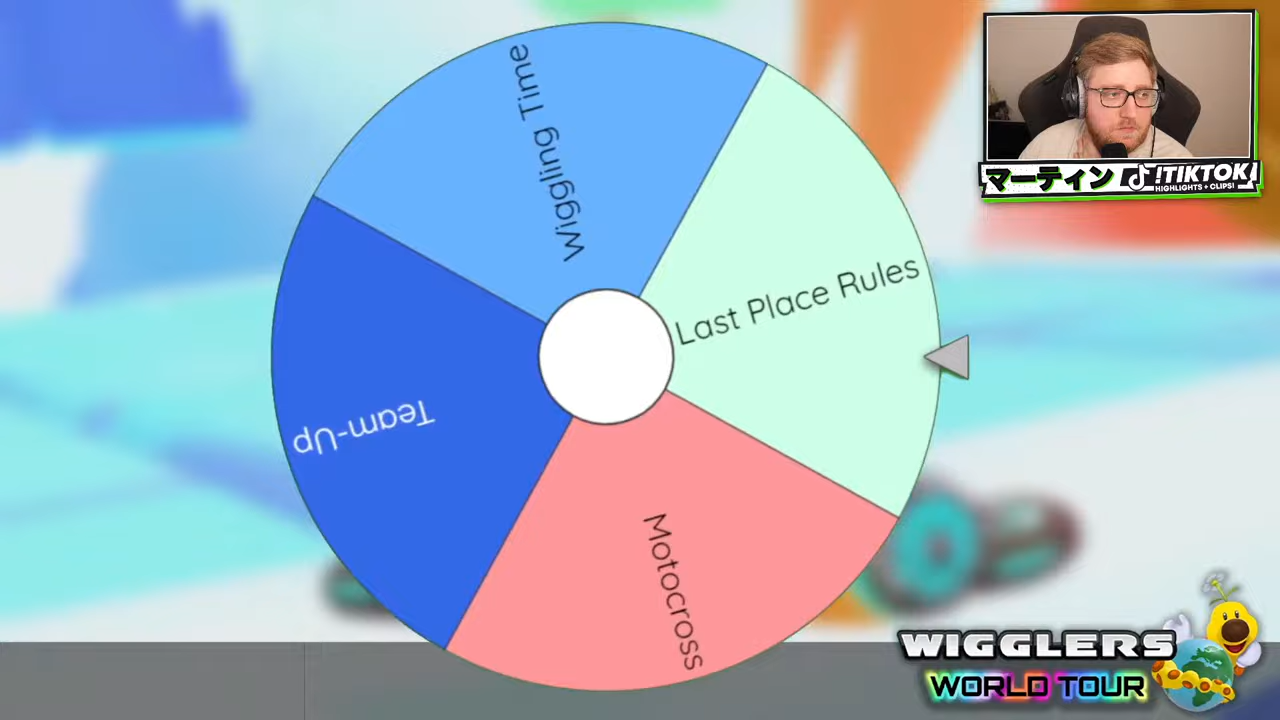 Wiggling Time
Last Place Rules
Team-Up
Motocross
マーティン
!TIKTOK
HIGHLIGHTS + CLIPS!
WIGGLERS
WORLD TOUR